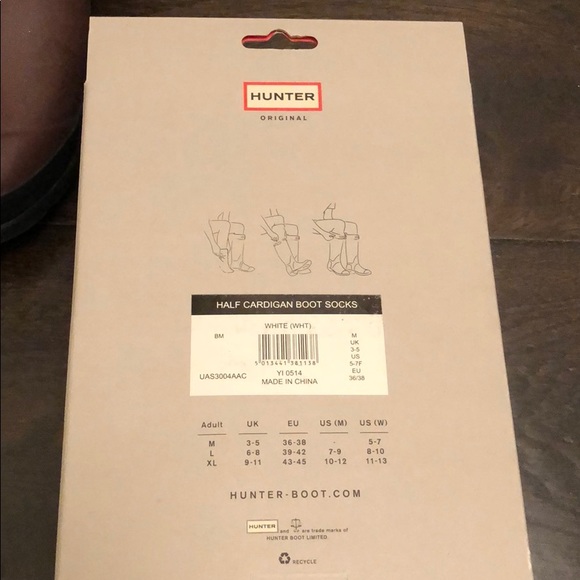 HUNTER
ORIGINAL
HALF CARDIGAN BOOT SOCKS
WHITE (WHT)
BM
M
UK
3-5
US
5-7F
EU
36/38
5013441381138
UAS3004AAC
YI 0514
MADE IN CHINA
Adult UK EU US (M) US (W)
M 3-5 36-38 - 5-7
L 6-8 39-42 7-9 8-10
XL 9-11 43-45 10-12 11-13
HUNTER-BOOT.COM
HUNTER and are trade marks of
HUNTER BOOT LIMITED.
RECYCLE